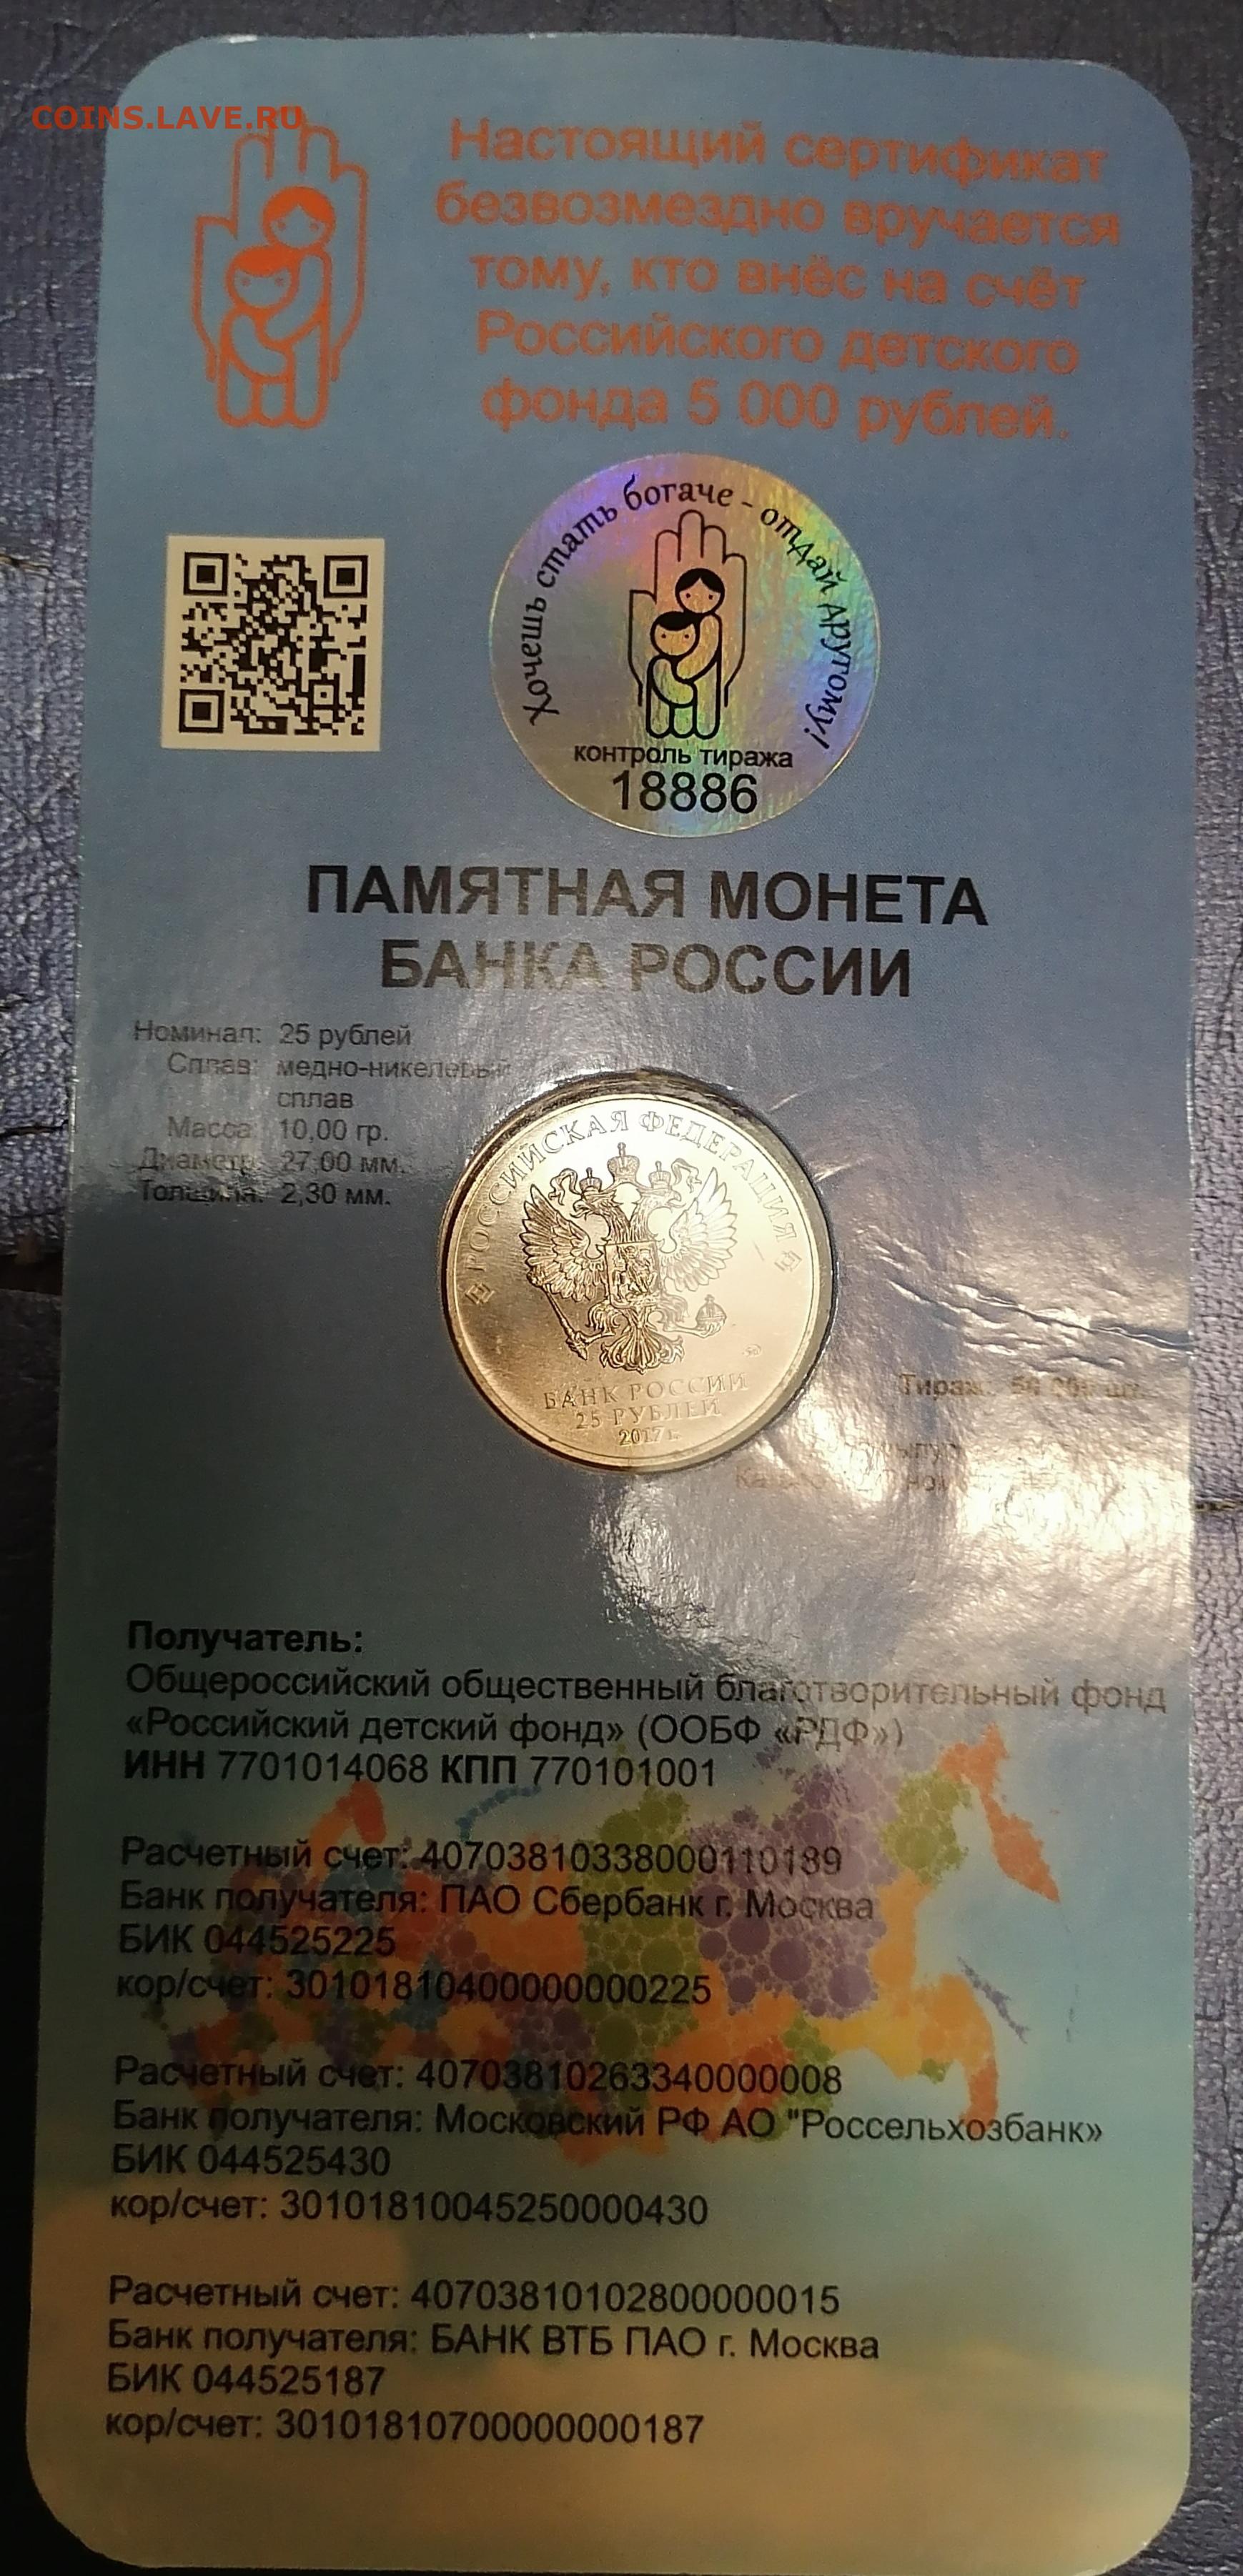 COINS.LAVE.RU
Настоящий сертификат
безвозмездно вручается
тому, кто внёс на счёт
Российского детского
фонда 5 000 рублей.
Хочешь стать богаче - отдай другому!
контроль тиража
18886
ПАМЯТНАЯ МОНЕТА
БАНКА РОССИИ
Номинал: 25 рублей
Сплав: медно-никелевый
сплав
Масса: 10,00 гр.
Диаметр: 27,00 мм.
Толщина: 2,30 мм.
РОССИЙСКАЯ ФЕДЕРАЦИЯ
БАНК РОССИИ
25 РУБЛЕЙ
2017 г.
Тираж:
Получатель:
Общероссийский общественный благотворительный фонд
«Российский детский фонд» (ООБФ «РДФ»)
ИНН 7701014068 КПП 770101001
Расчетный счет: 40703810338000110189
Банк получателя: ПАО Сбербанк г. Москва
БИК 044525225
кор/счет: 30101810400000000225
Расчетный счет: 40703810263340000008
Банк получателя: Московский РФ АО "Россельхозбанк»
БИК 044525430
кор/счет: 30101810045250000430
Расчетный счет: 40703810102800000015
Банк получателя: БАНК ВТБ ПАО г. Москва
БИК 044525187
кор/счет: 30101810700000000187